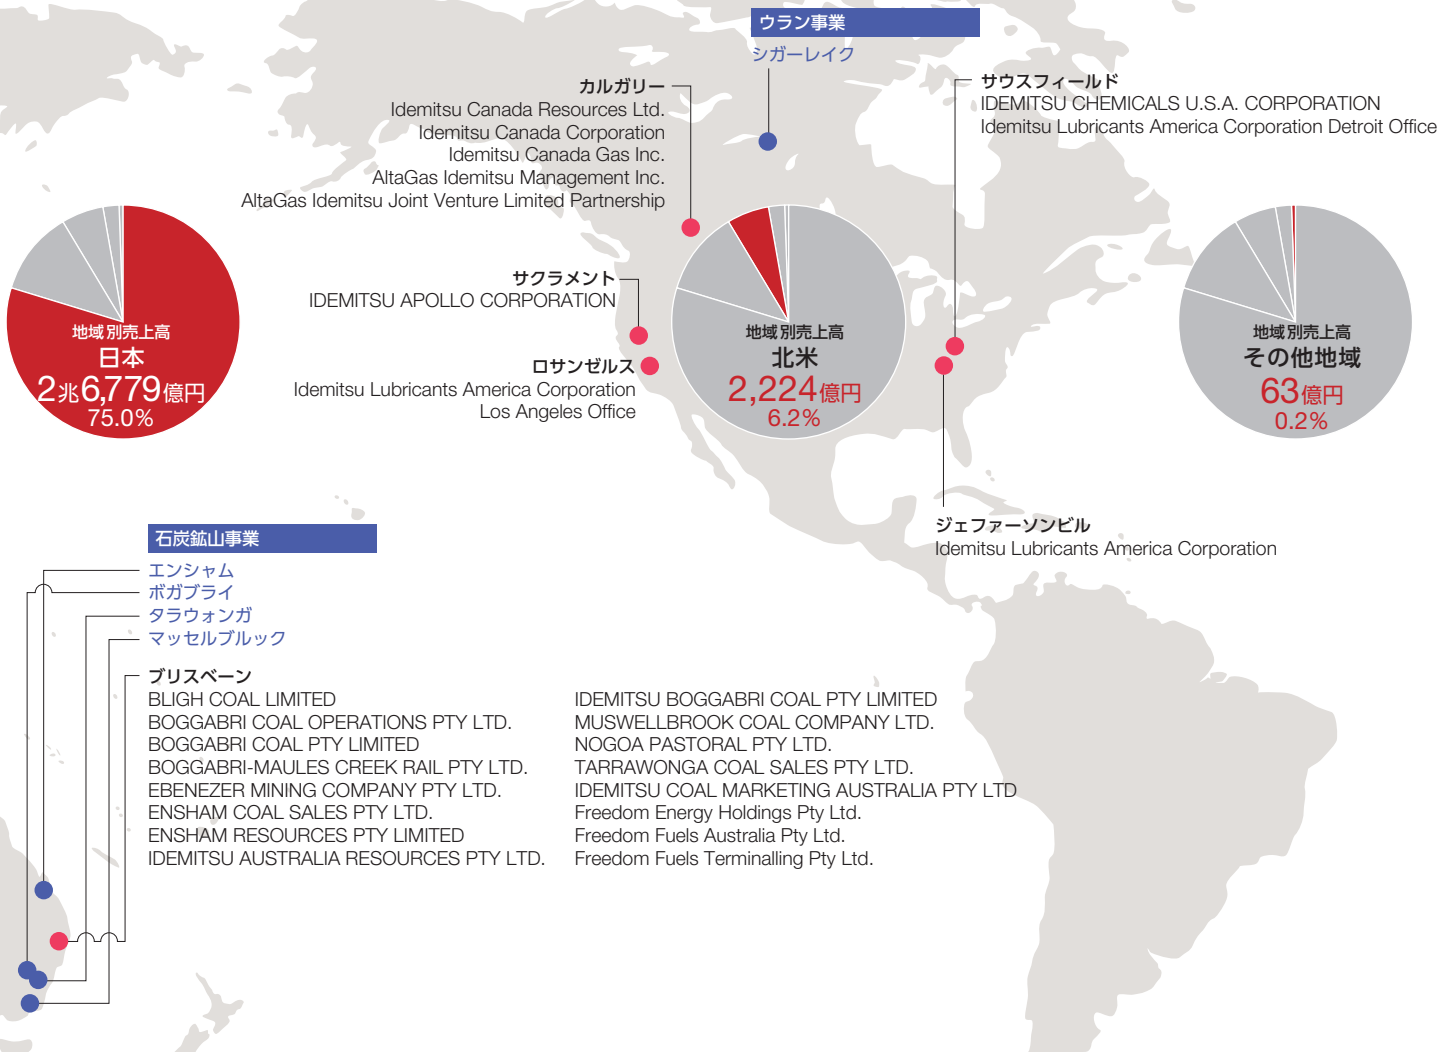 ウラン事業
シガーレイク
カルガリー
Idemitsu Canada Resources Ltd.
Idemitsu Canada Corporation
Idemitsu Canada Gas Inc.
AltaGas Idemitsu Management Inc.
AltaGas Idemitsu Joint Venture Limited Partnership
サウスフィールド
IDEMITSU CHEMICALS U.S.A. CORPORATION
Idemitsu Lubricants America Corporation Detroit Office
サクラメント
IDEMITSU APOLLO CORPORATION
ロサンゼルス
Idemitsu Lubricants America Corporation
Los Angeles Office
地域別売上高
日本
2兆6,779億円
75.0%
地域別売上高
北米
2,224億円
6.2%
地域別売上高
その他地域
63億円
0.2%
ジェファーソンビル
Idemitsu Lubricants America Corporation
石炭鉱山事業
エンシャム
ボガブライ
タラウォンガ
マッセルブルック
ブリスベーン
BLIGH COAL LIMITED
BOGGABRI COAL OPERATIONS PTY LTD.
BOGGABRI COAL PTY LIMITED
BOGGABRI-MAULES CREEK RAIL PTY LTD.
EBENEZER MINING COMPANY PTY LTD.
ENSHAM COAL SALES PTY LTD.
ENSHAM RESOURCES PTY LIMITED
IDEMITSU AUSTRALIA RESOURCES PTY LTD.
IDEMITSU BOGGABRI COAL PTY LIMITED
MUSWELLBROOK COAL COMPANY LTD.
NOGOA PASTORAL PTY LTD.
TARRAWONGA COAL SALES PTY LTD.
IDEMITSU COAL MARKETING AUSTRALIA PTY LTD
Freedom Energy Holdings Pty Ltd.
Freedom Fuels Australia Pty Ltd.
Freedom Fuels Terminalling Pty Ltd.